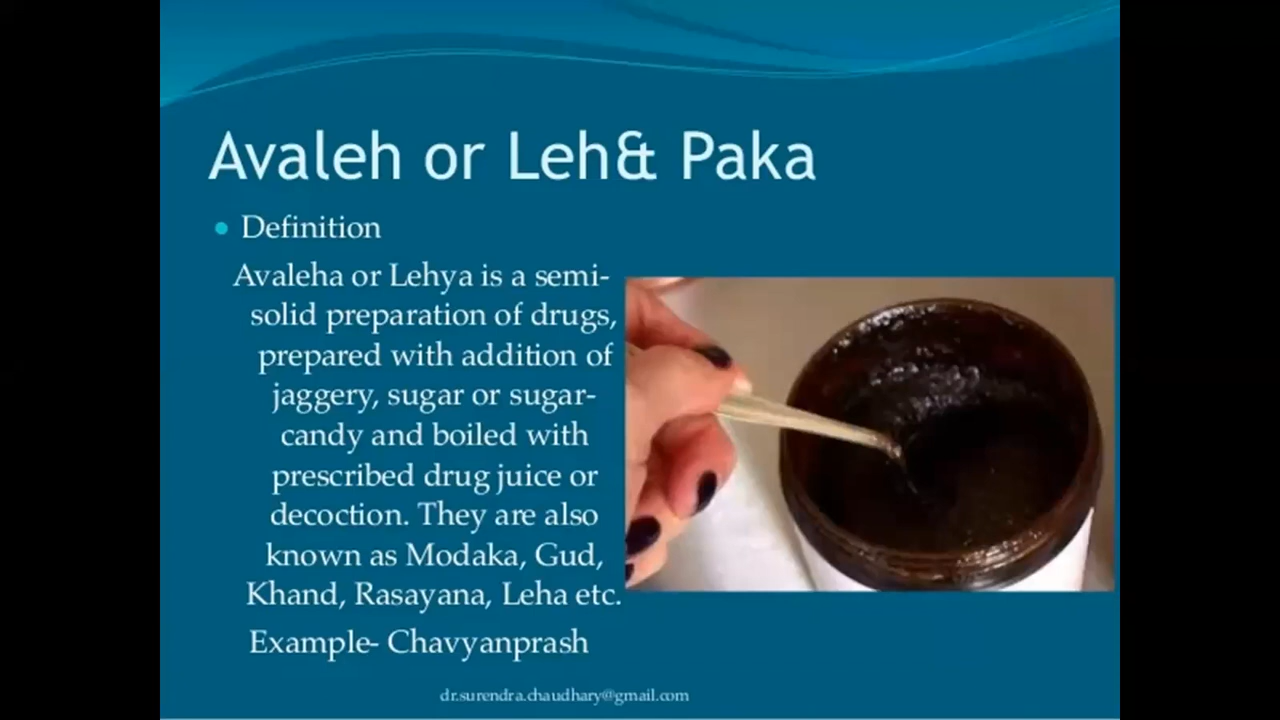 Avaleh or Leh& Paka
Definition
Avaleha or Lehya is a semi-
solid preparation of drugs,
prepared with addition of
jaggery, sugar or sugar-
candy and boiled with
prescribed drug juice or
decoction. They are also
known as Modaka, Gud,
Khand, Rasayana, Leha etc.
Example- Chavyanprash
dr.surendra.chaudhary@gmail.com